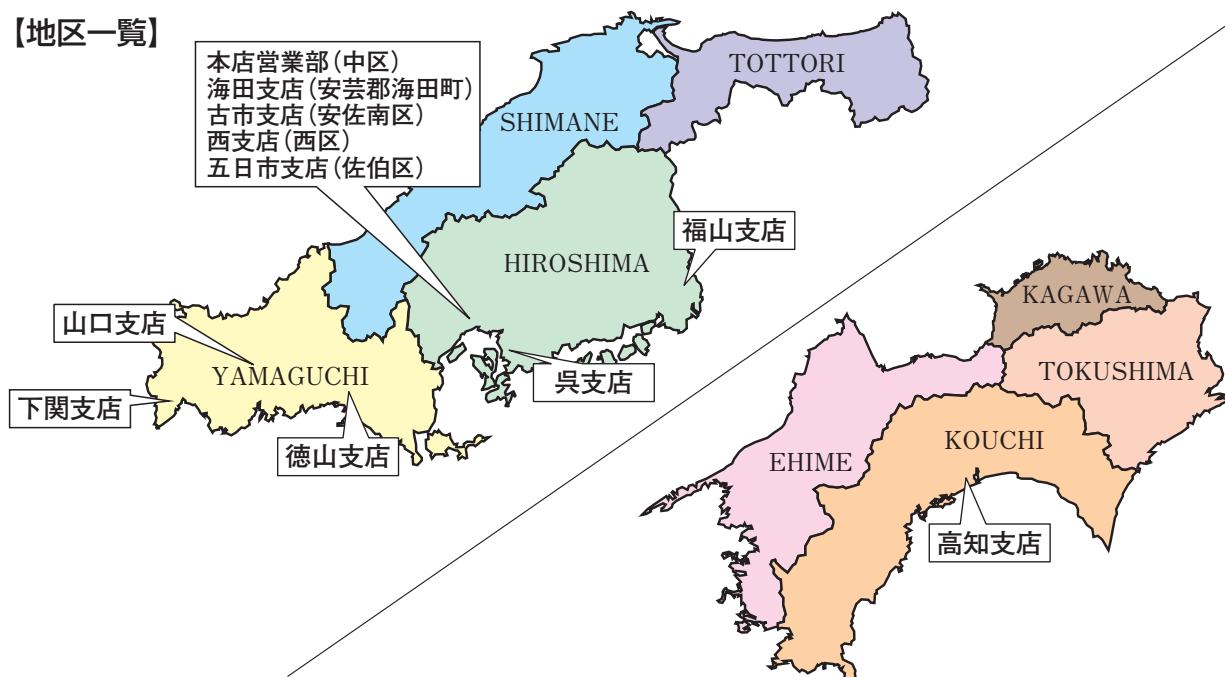 【地区一覧】
本店営業部(中区)
海田支店(安芸郡海田町)
古市支店(安佐南区)
西支店(西区)
五日市支店(佐伯区)
TOTTORI
SHIMANE
HIROSHIMA
福山支店
山口支店
YAMAGUCHI
呉支店
下関支店
徳山支店
KAGAWA
TOKUSHIMA
KOUCHI
EHIME
高知支店